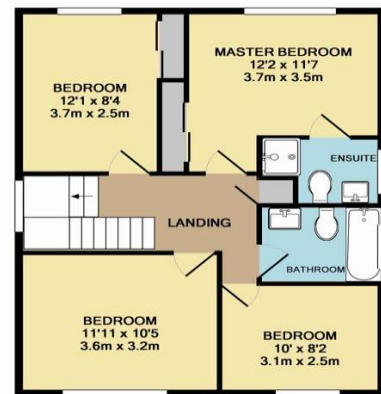 MASTER BEDROOM
12'2 x 11'7
3.7m x 3.5m
BEDROOM
12'1 x 8'4
3.7m x 2.5m
ENSUITE
LANDING
BATHROOM
BEDROOM
11'11 x 10'5
3.6m x 3.2m
BEDROOM
10' x 8'2
3.1m x 2.5m